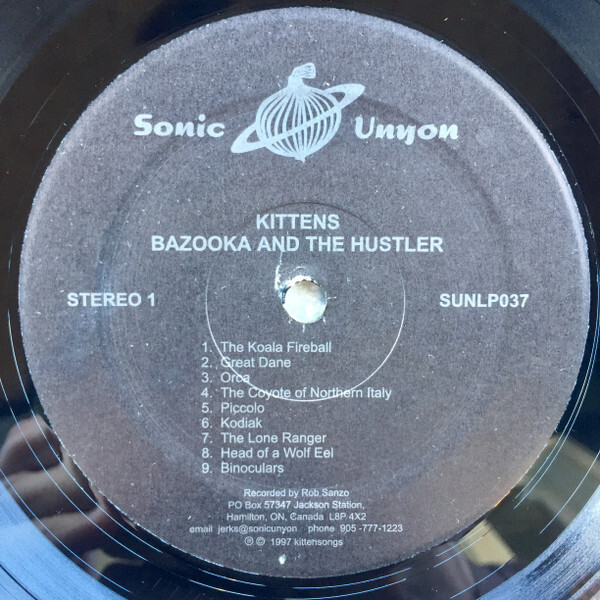 Sonic Unyon
KITTENS
BAZOOKA AND THE HUSTLER
STEREO 1 SUNLP037
1. The Koala Fireball
2. Great Dane
3. Orca
4. The Coyote of Northern Italy
5. Piccolo
6. Kodiak
7. The Lone Ranger
8. Head of a Wolf Eel
9. Binoculars
Recorded by Rob Sanzo
PO Box 57347 Jackson Station,
Hamilton, ON, Canada L8P 4X2
email jerks@sonicunyon phone 905 -777-1223
℗ © 1997 kittensongs